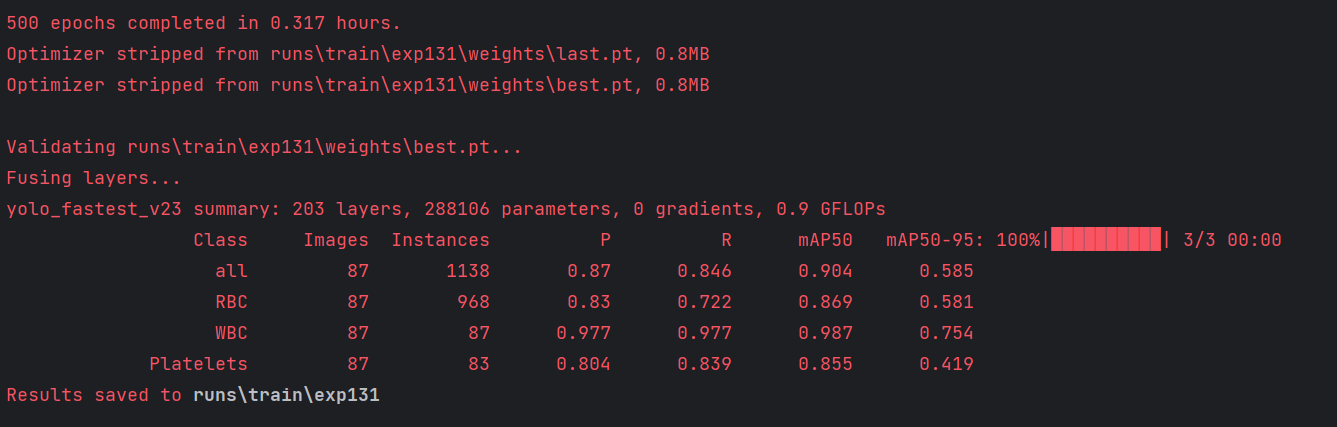 500 epochs completed in 0.317 hours.
Optimizer stripped from runs\train\exp131\weights\last.pt, 0.8MB
Optimizer stripped from runs\train\exp131\weights\best.pt, 0.8MB
Validating runs\train\exp131\weights\best.pt...
Fusing layers...
yolo_fastest_v23 summary: 203 layers, 288106 parameters, 0 gradients, 0.9 GFLOPs
Class Images Instances P R mAP50 mAP50-95: 100%|██████████| 3/3 00:00
all 87 1138 0.87 0.846 0.904 0.585
RBC 87 968 0.83 0.722 0.869 0.581
WBC 87 87 0.977 0.977 0.987 0.754
Platelets 87 83 0.804 0.839 0.855 0.419
Results saved to runs\train\exp131